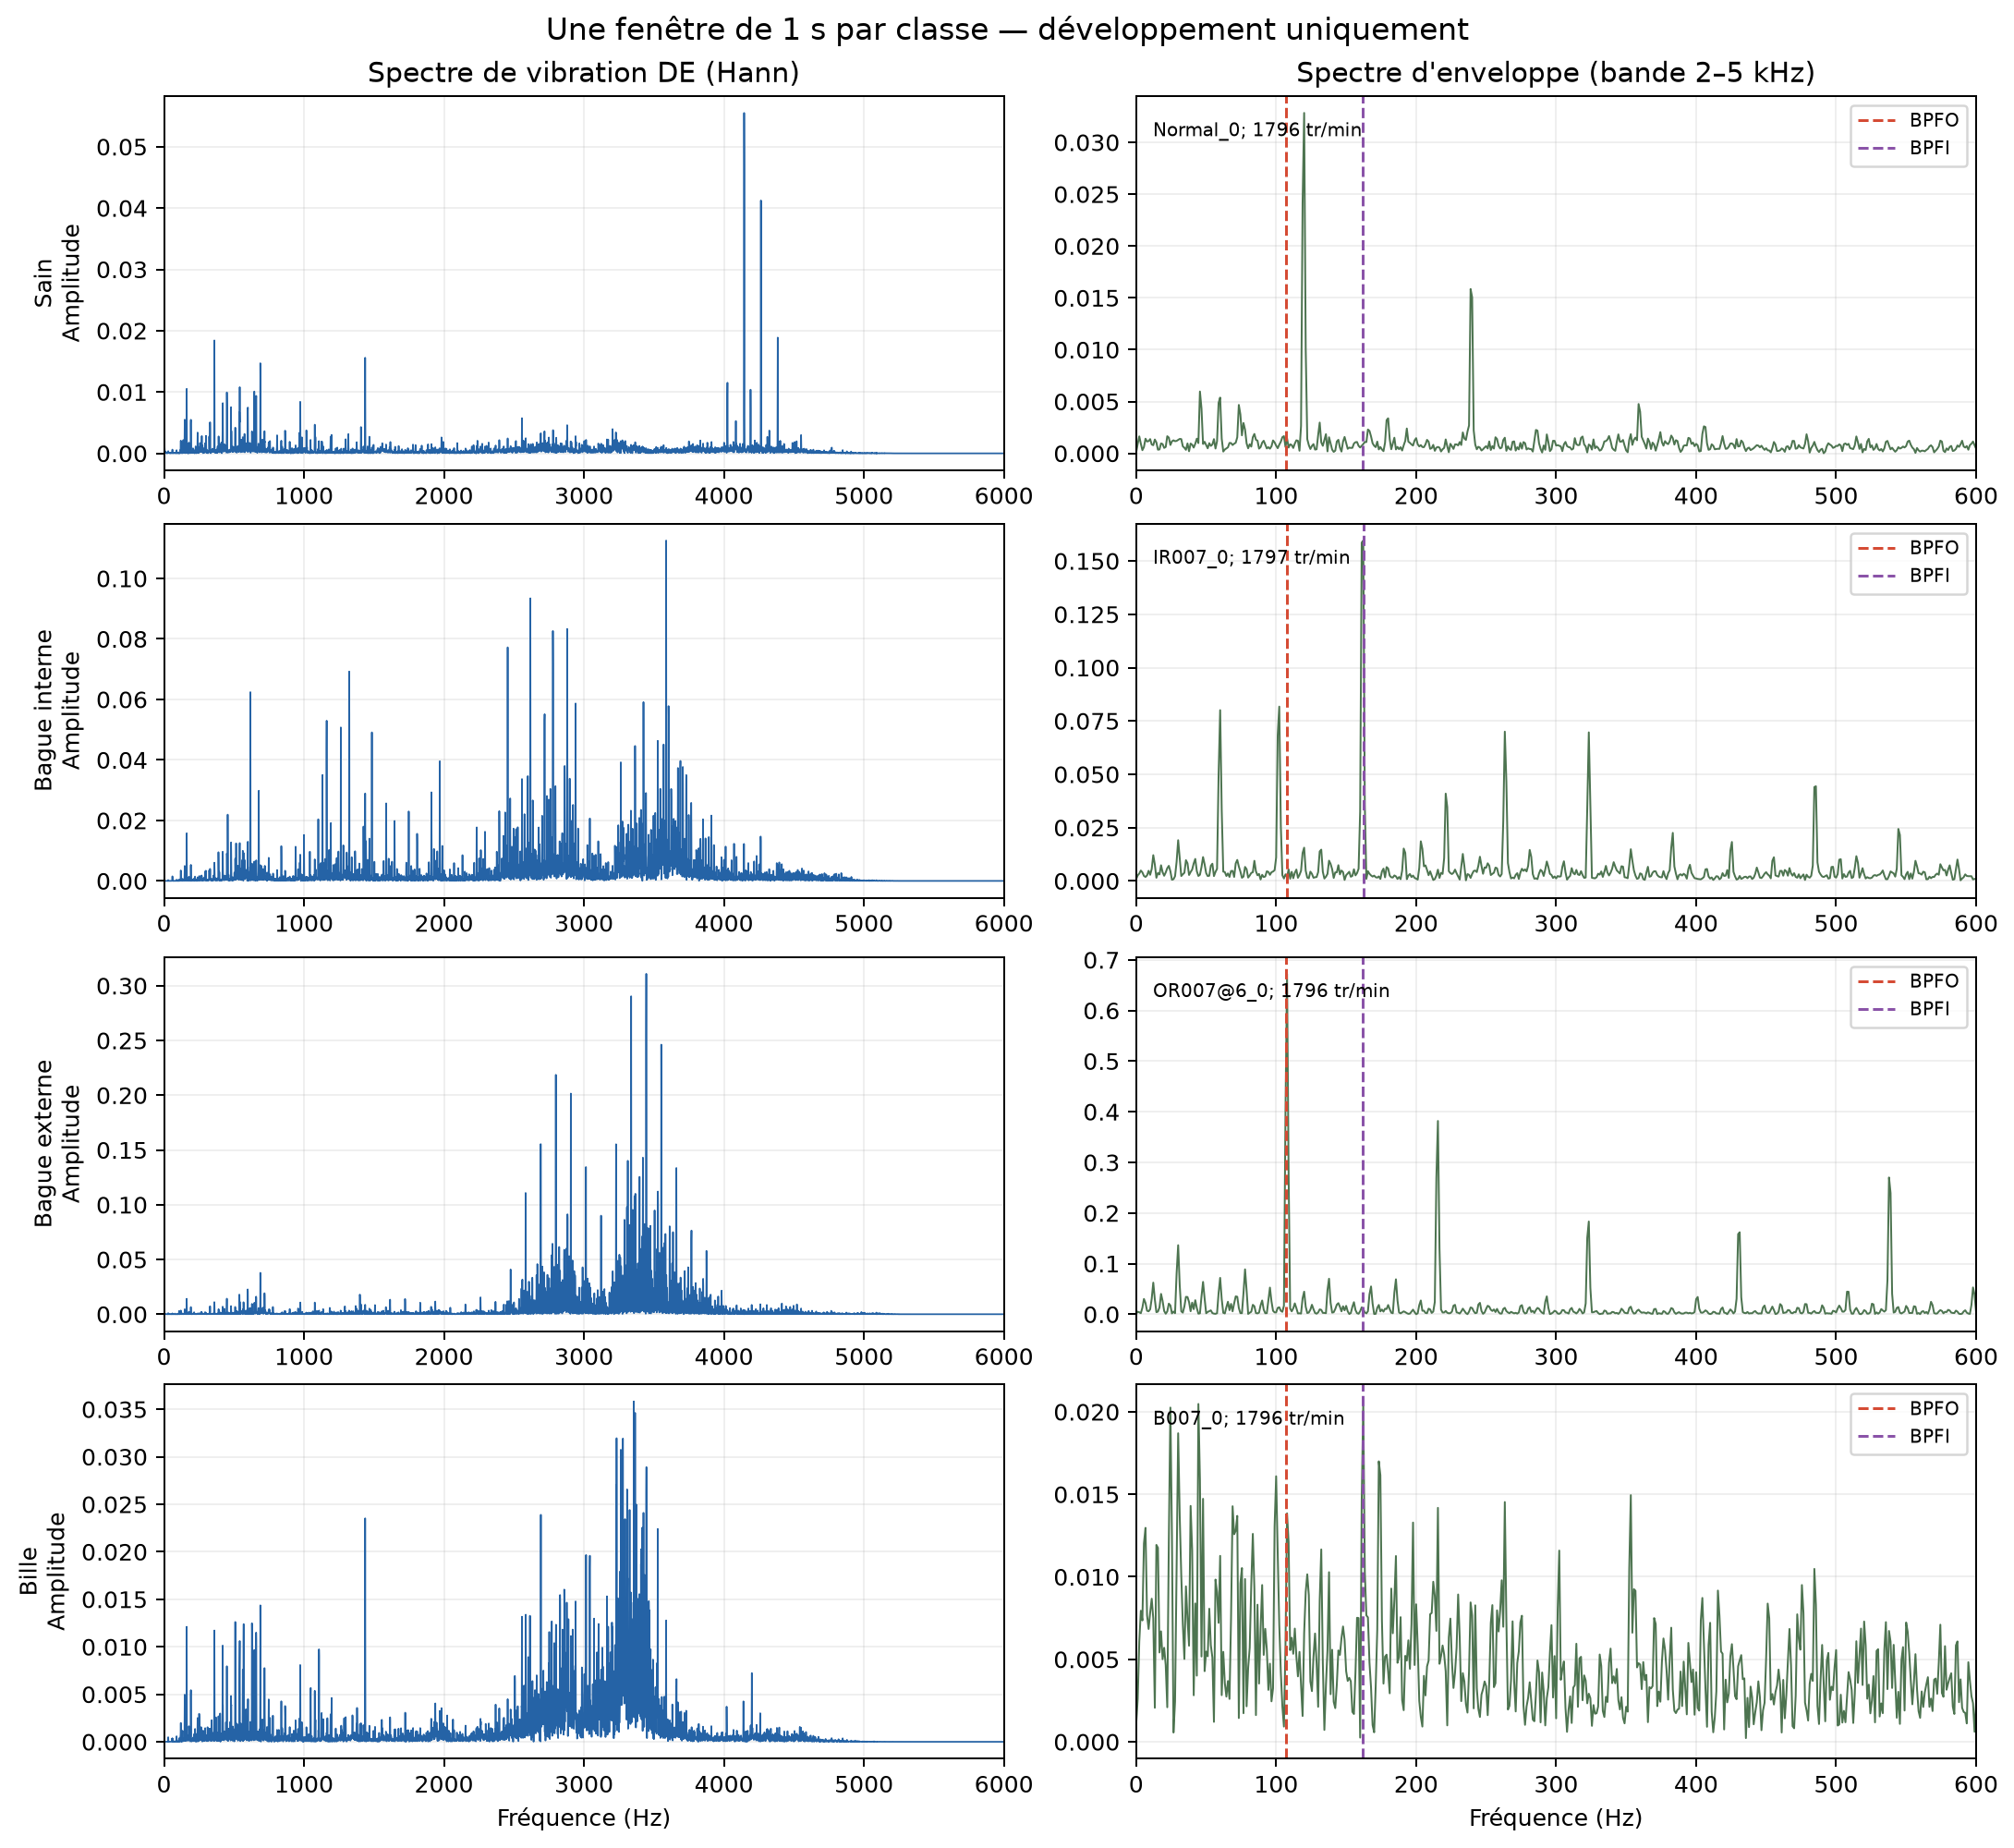 Une fenêtre de 1 s par classe — développement uniquement
Spectre de vibration DE (Hann)
Spectre d'enveloppe (bande 2–5 kHz)
Sain
Amplitude
0.05
0.04
0.03
0.02
0.01
0.00
0 1000 2000 3000 4000 5000 6000
Normal_0; 1796 tr/min
BPFO
BPFI
0.030
0.025
0.020
0.015
0.010
0.005
0.000
0 100 200 300 400 500 600
Bague interne
Amplitude
0.10
0.08
0.06
0.04
0.02
0.00
0 1000 2000 3000 4000 5000 6000
IR007_0; 1797 tr/min
BPFO
BPFI
0.150
0.125
0.100
0.075
0.050
0.025
0.000
0 100 200 300 400 500 600
Bague externe
Amplitude
0.30
0.25
0.20
0.15
0.10
0.05
0.00
0 1000 2000 3000 4000 5000 6000
OR007@6_0; 1796 tr/min
BPFO
BPFI
0.7
0.6
0.5
0.4
0.3
0.2
0.1
0.0
0 100 200 300 400 500 600
Bille
Amplitude
0.035
0.030
0.025
0.020
0.015
0.010
0.005
0.000
0 1000 2000 3000 4000 5000 6000
Fréquence (Hz)
B007_0; 1796 tr/min
BPFO
BPFI
0.020
0.015
0.010
0.005
0.000
0 100 200 300 400 500 600
Fréquence (Hz)